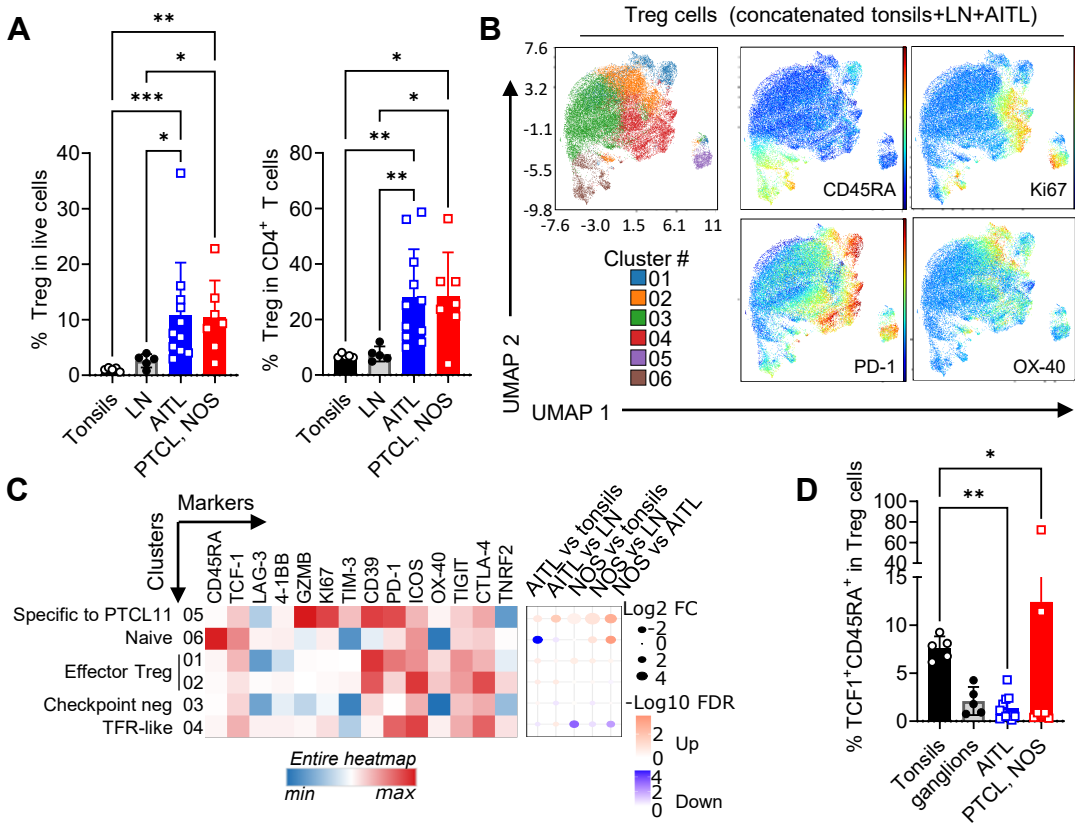 A
**
*
***
*
% Treg in live cells
40
30
20
10
0
Tonsils
LN
AITL
PTCL, NOS
*
*
**
**
% Treg in CD4+ T cells
80
60
40
20
0
Tonsils
LN
AITL
PTCL, NOS
B
Treg cells (concatenated tonsils+LN+AITL)
7.6
3.2
-1.1
-5.5
-9.8
-7.6 -3.0 1.5 6.1 11
CD45RA
Ki67
PD-1
OX-40
Cluster #
01
02
03
04
05
06
UMAP 2
UMAP 1
C
Markers
Clusters
CD45RA
TCF-1
LAG-3
4-1BB
GZMB
KI67
TIM-3
CD39
PD-1
ICOS
OX-40
TIGIT
CTLA-4
TNRF2
AITL vs tonsils
AITL vs LN
NOS vs tonsils
NOS vs LN
NOS vs AITL
Specific to PTCL11 05
Naive 06
Effector Treg 01
02
Checkpoint neg 03
TFR-like 04
Entire heatmap
min max
Log2 FC
-2
0
2
4
-Log10 FDR
4
2
0
Up
4
2
0
Down
D
*
**
% TCF1+CD45RA+ in Treg cells
100
80
60
40
20
15
10
5
0
Tonsils
ganglions
AITL
PTCL, NOS